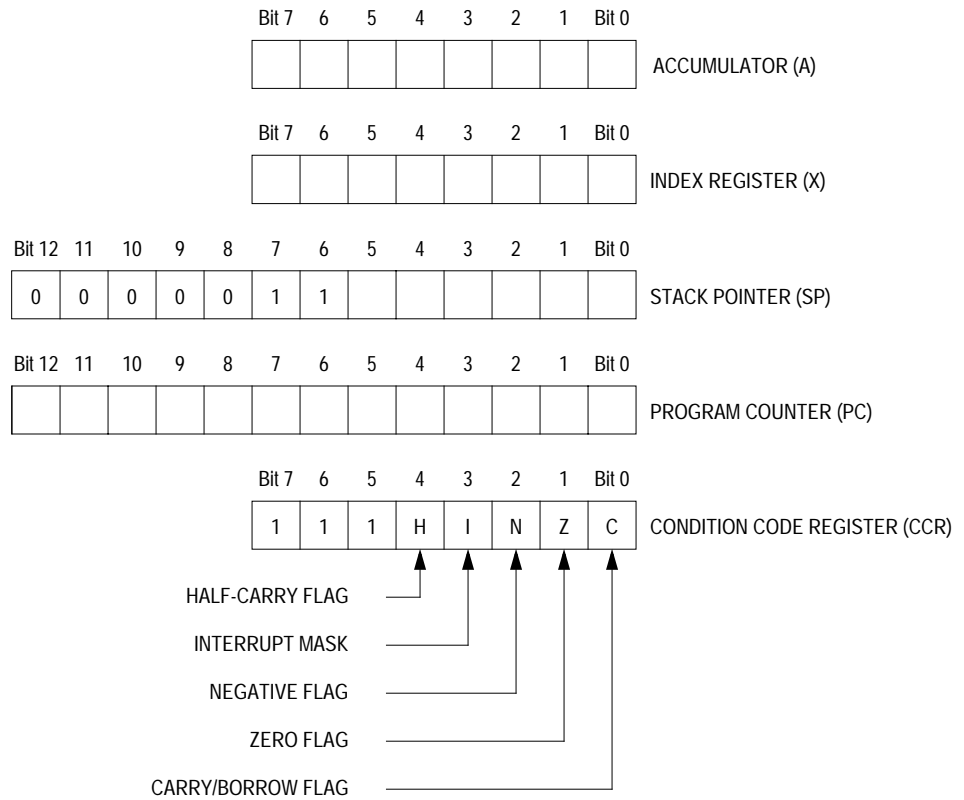 Bit 7 6 5 4 3 2 1 Bit 0
ACCUMULATOR (A)
Bit 7 6 5 4 3 2 1 Bit 0
INDEX REGISTER (X)
Bit 12 11 10 9 8 7 6 5 4 3 2 1 Bit 0
0 0 0 0 0 1 1 STACK POINTER (SP)
Bit 12 11 10 9 8 7 6 5 4 3 2 1 Bit 0
PROGRAM COUNTER (PC)
Bit 7 6 5 4 3 2 1 Bit 0
1 1 1 H I N Z C CONDITION CODE REGISTER (CCR)
HALF-CARRY FLAG
INTERRUPT MASK
NEGATIVE FLAG
ZERO FLAG
CARRY/BORROW FLAG